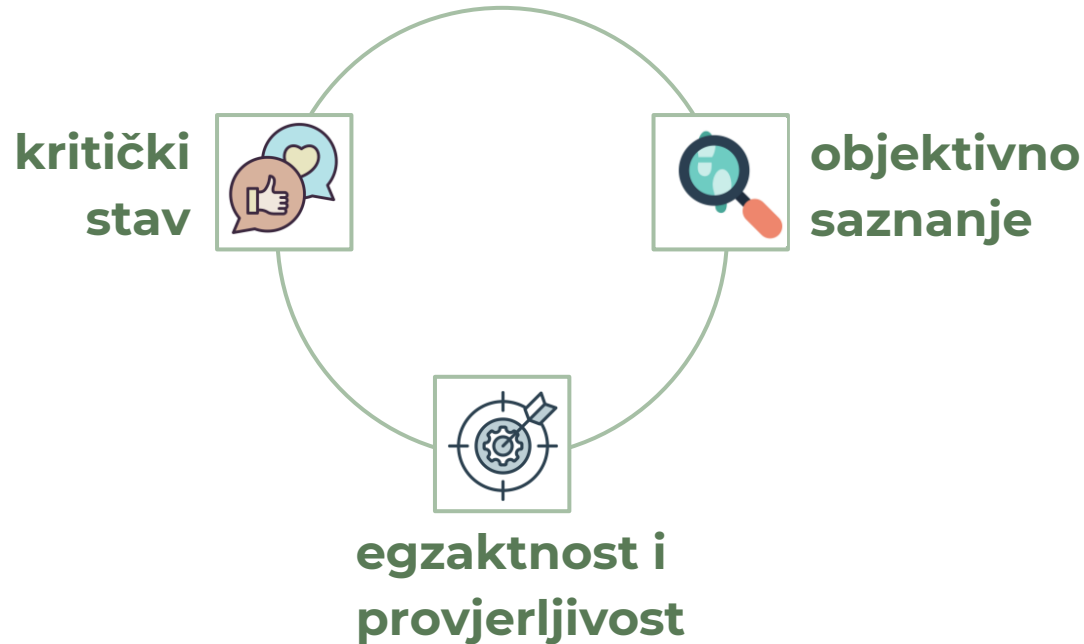 kritički
stav
objektivno
saznanje
egzaktnost i
provjerljivost